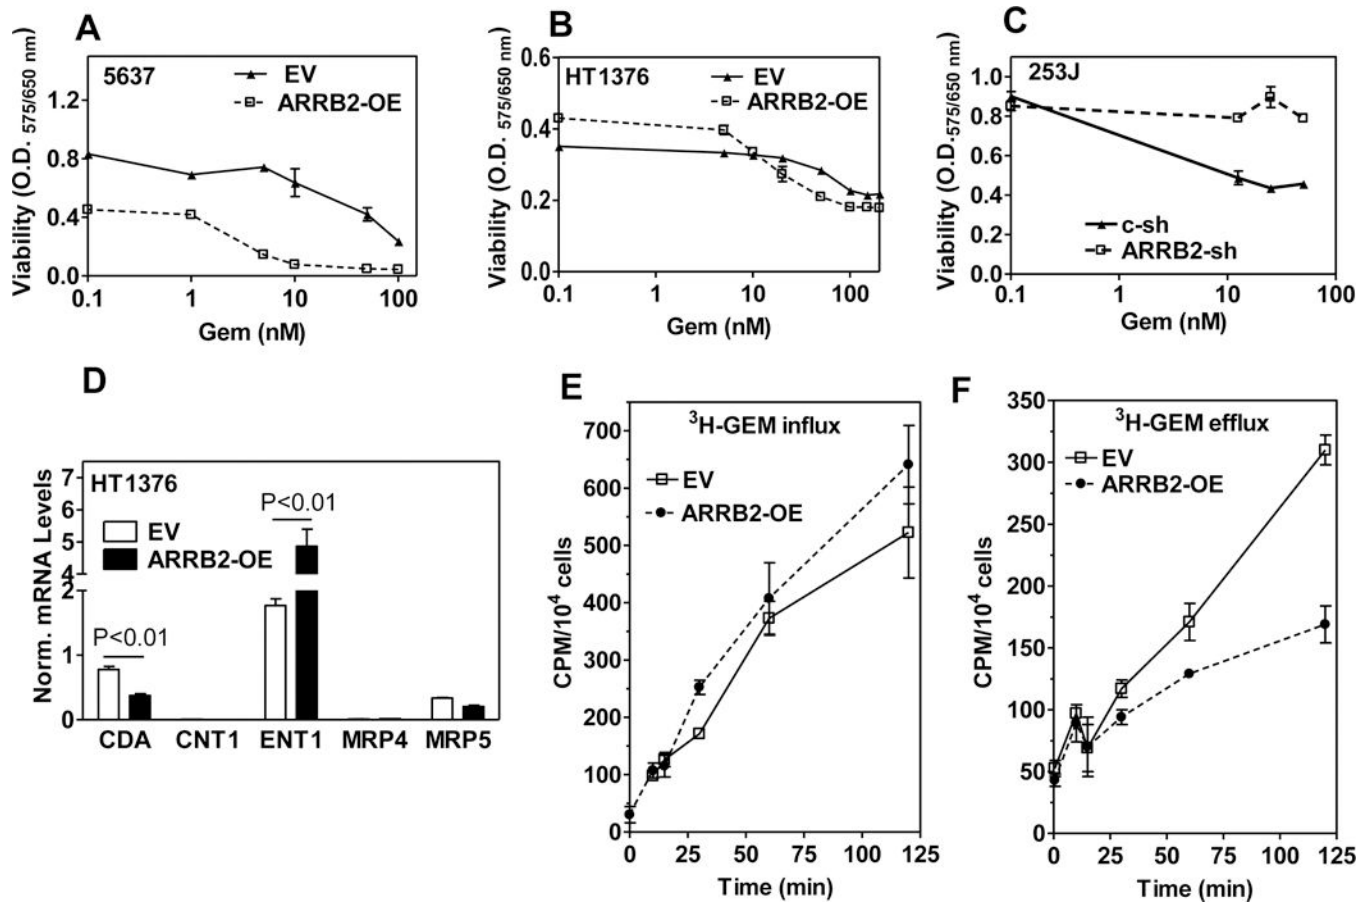 A
5637
EV
ARRB2-OE
Viability (O.D. 575/650 nm)
1.2
0.8
0.4
0.0
0.1
1
10
100
Gem (nM)
B
HT1376
EV
ARRB2-OE
Viability (O.D. 575/650 nm)
0.6
0.4
0.2
0.0
0.1
1
10
100
Gem (nM)
C
253J
c-sh
ARRB2-sh
Viability (O.D.575/650 nm)
1.0
0.8
0.6
0.4
0.2
0.0
0.1
1
10
100
Gem (nM)
D
HT1376
EV
ARRB2-OE
P<0.01
P<0.01
Norm. mRNA Levels
7
6
5
4
2
1
0
CDA
CNT1
ENT1
MRP4
MRP5
E
³H-GEM influx
EV
ARRB2-OE
CPM/10⁴ cells
700
600
500
400
300
200
100
0
0
25
50
75
100
125
Time (min)
F
³H-GEM efflux
EV
ARRB2-OE
CPM/10⁴ cells
350
300
250
200
150
100
50
0
0
25
50
75
100
125
Time (min)